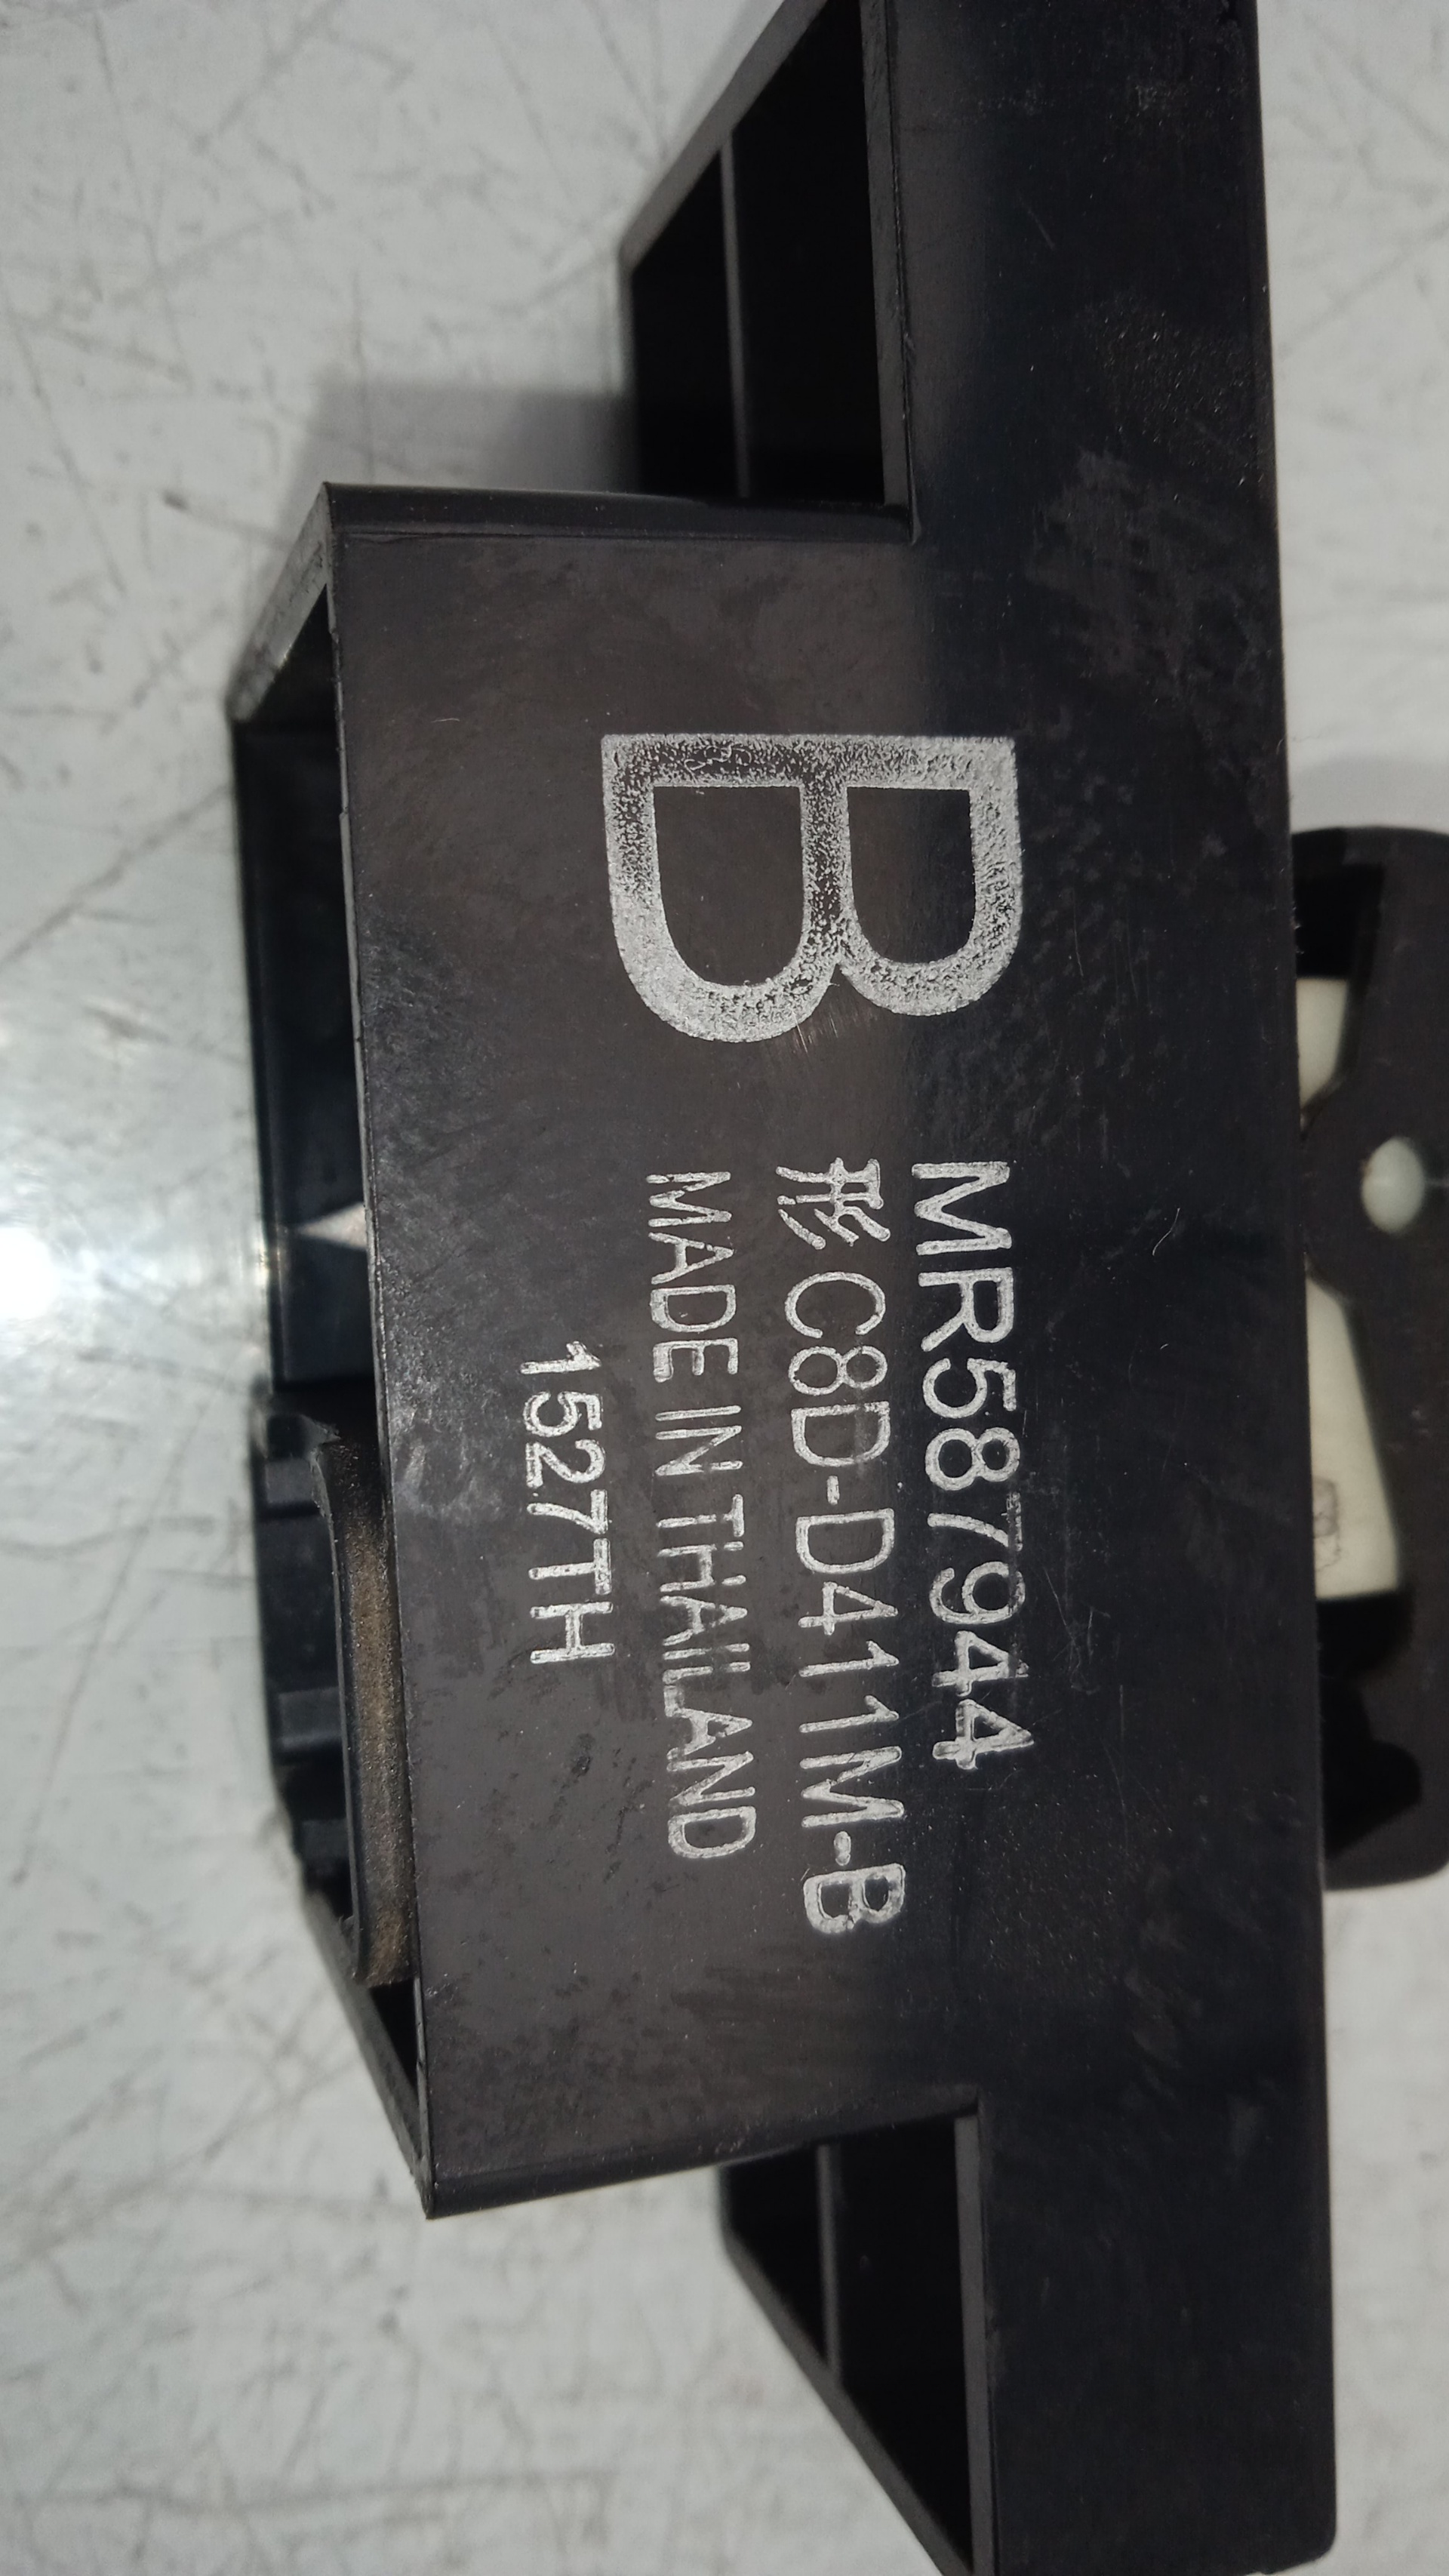 B
MR587944
形 C8D-D411M-B
MADE IN THAILAND
1527TH